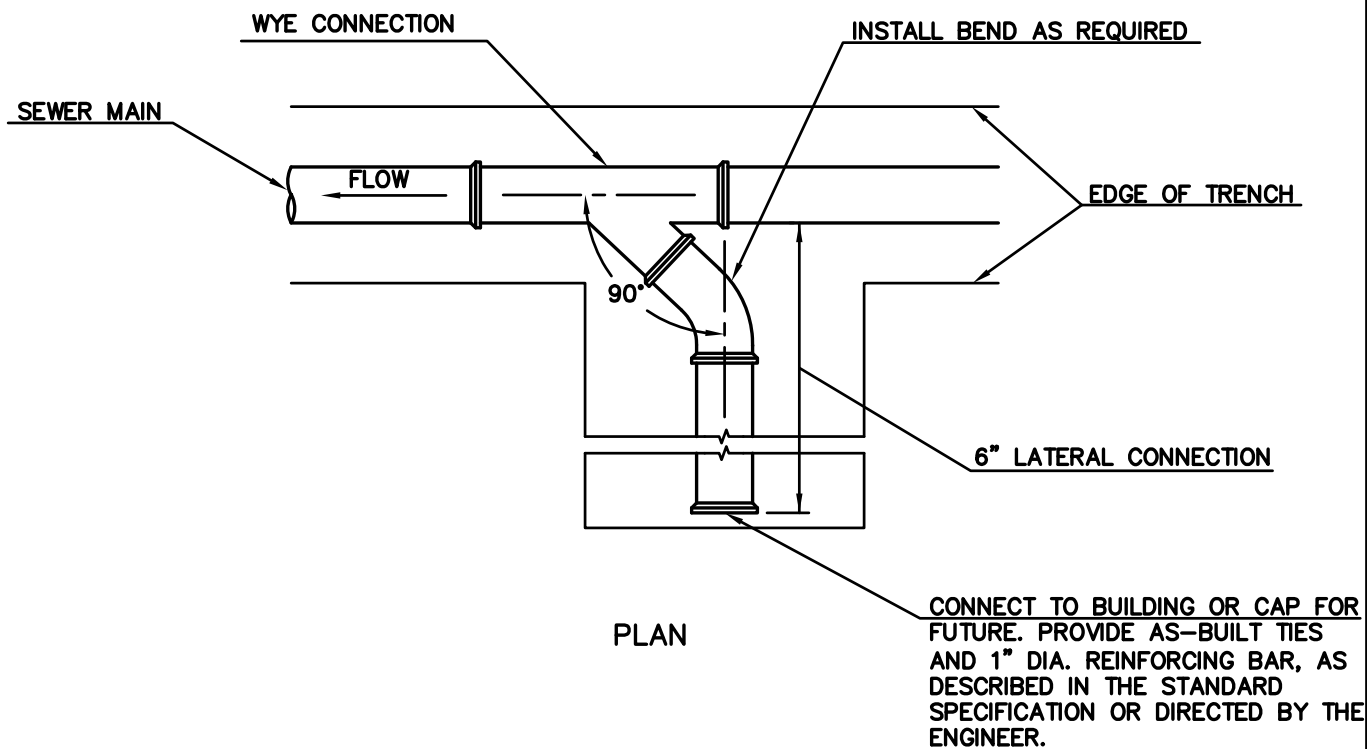 WYE CONNECTION
INSTALL BEND AS REQUIRED
SEWER MAIN
FLOW
EDGE OF TRENCH
90°
6" LATERAL CONNECTION
PLAN
CONNECT TO BUILDING OR CAP FOR
FUTURE. PROVIDE AS-BUILT TIES
AND 1" DIA. REINFORCING BAR, AS
DESCRIBED IN THE STANDARD
SPECIFICATION OR DIRECTED BY THE
ENGINEER.